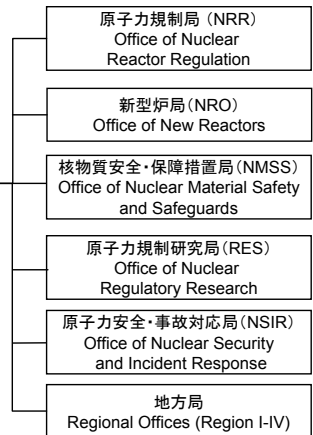 原子力規制局（NRR）
Office of Nuclear
Reactor Regulation
新型炉局（NRO）
Office of New Reactors
核物質安全・保障措置局（NMSS）
Office of Nuclear Material Safety
and Safeguards
原子力規制研究局（RES）
Office of Nuclear
Regulatory Research
原子力安全・事故対応局（NSIR）
Office of Nuclear Security
and Incident Response
地方局
Regional Offices (Region I-IV)